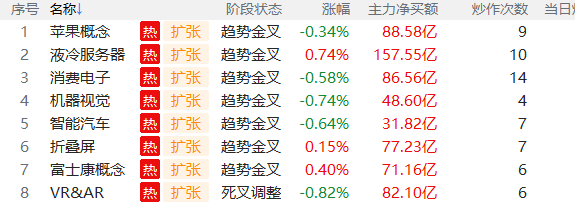 序号 名称↓ 阶段状态 涨幅 主力净买额 炒作次数 当日
1 苹果概念 热 扩张 趋势金叉 -0.34% 88.58亿 9
2 液冷服务器 热 扩张 趋势金叉 0.74% 157.55亿 10
3 消费电子 热 扩张 趋势金叉 -0.58% 86.56亿 14
4 机器视觉 热 扩张 趋势金叉 -0.74% 48.60亿 4
5 智能汽车 热 扩张 趋势金叉 -0.64% 31.82亿 7
6 折叠屏 热 扩张 趋势金叉 0.15% 77.23亿 7
7 富士康概念 热 扩张 趋势金叉 0.40% 71.16亿 6
8 VR&AR 热 扩张 死叉调整 -0.82% 82.10亿 6